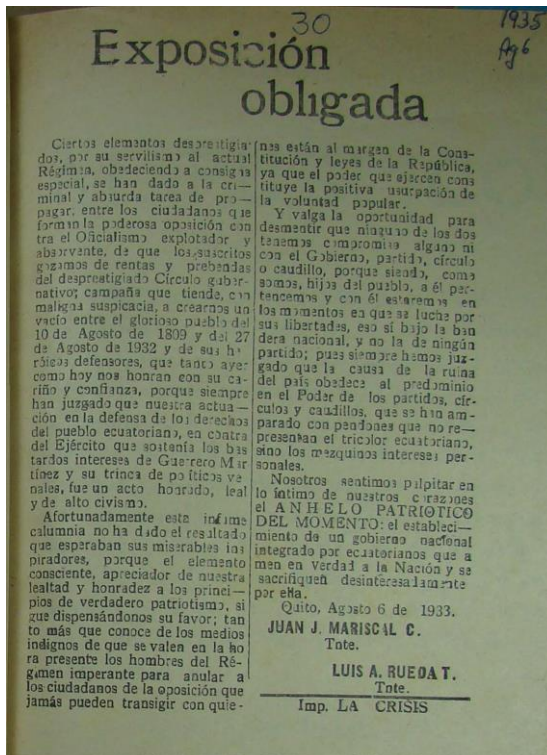 30
1935
Ag 6
Exposición
obligada
Ciertos elementos desprestigia-
dos, por su servilismo al actual
Régimen, obedeciendo a consigna
especial, se han dado a la cri—
minal y absurda tarea de pro—
pagar, entre los ciudadanos que
forman la poderosa oposición con
tra el Oficialismo explotador y
absorvente, de que los suscritos
gozamos de rentas y prebendas
del desprestigiado Círculo guber-
nativo; campaña que tiende, con
maligna suspicacia, a crearnos un
vacío entre el glorioso pueblo del
10 de Agosto de 1809 y del 27
de Agosto de 1932 y de sus he
róicos defensores, que tanto ayer
como hoy nos honran con su ca-
riño y confianza, porque siempre
han juzgado que nuestra actua—
ción en la defensa de los derechos
del pueblo ecuatoriano, en contra
del Ejército que sostenía los bas
tardos intereses de Guerrero Mar
tínez y su trinca de políticos ve
nales, fue un acto honrado, leal
y de alto civismo.
Afortunadamente esta infame
calumnia no ha dado el resultado
que esperaban sus miserables ins
piradores, porque el elemento
consciente, apreciador de nuestra
lealtad y honradez a los princi—
pios de verdadero patriotismo, si
gue dispensándonos su favor; tan
to más que conoce de los medios
indignos de que se valen en la ho
ra presente los hombres del Ré-
gimen imperante para anular a
los ciudadanos de la oposición que
jamás pueden transigir con quie-
nes están al margen de la Cons-
titución y leyes de la República,
ya que el poder que ejercen cons
tituye la positiva usurpación de
la voluntad popular.
Y valga la oportunidad para
desmentir que ninguno de los dos
tenemos compromiso alguno ni
con el Gobierno, partido, círculo
o caudillo, porque siendo, como
somos, hijos del pueblo, a él per-
tencemos y con él estaremos en
los momentos en que se luche por
sus libertades, eso sí bajo la ban
dera nacional, y no la de ningún
partido; pues siempre hemos juz-
gado que la causa de la ruina
del país obedece al predominio
en el Poder de los partidos, cír-
culos y caudillos, que se han am-
parado con pendones que no re—
presentan el tricolor ecuatoriano,
sino los mezquinos intereses per-
sonales.
Nosotros sentimos palpitar en
lo íntimo de nuestros corazones
el ANHELO PATRIOTICO
DEL MOMENTO: el estableci—
miento de un gobierno nacional
integrado por ecuatorianos que a
men en Verdad a la Nación y se
sacrifiquen desinteresadamente
por ella.
Quito, Agosto 6 de 1933.
JUAN J. MARISCAL C.
Tnte.
LUIS A. RUEDA T.
Tnte.
Imp. LA CRISIS